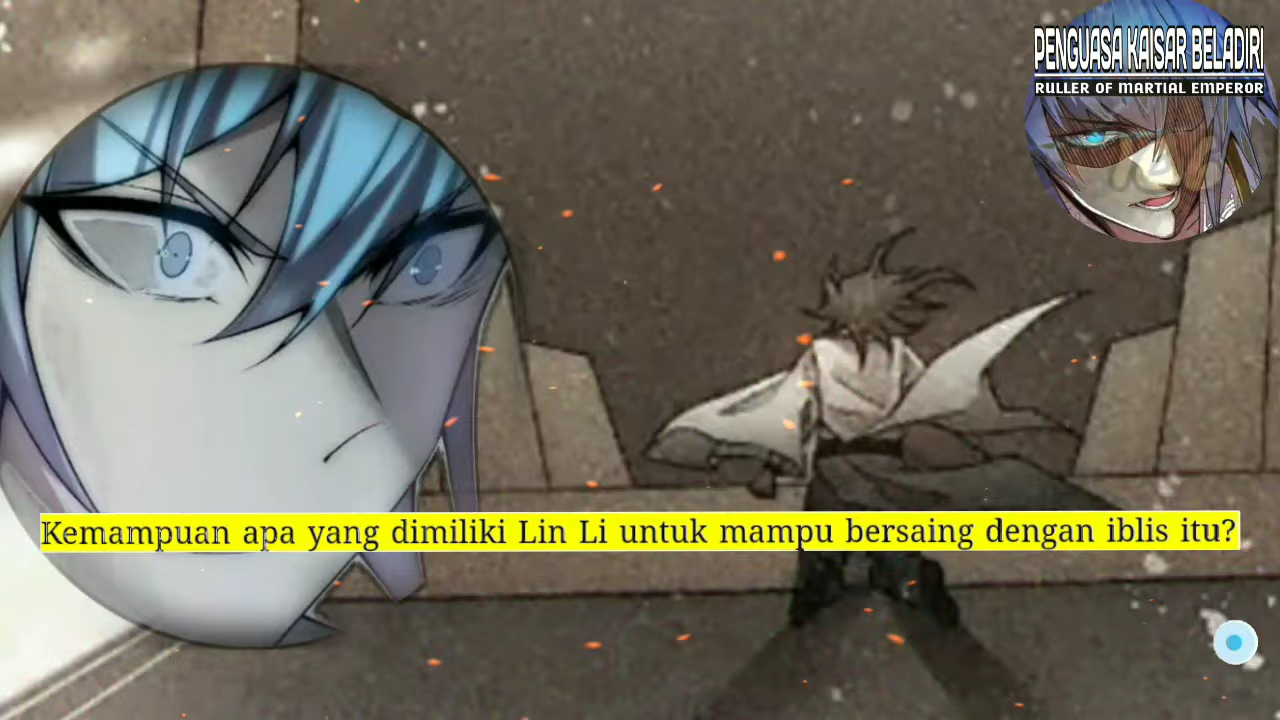 PENGUASA KAISAR BELADIRI
RULLER OF MARTIAL EMPEROR
Kemampuan apa yang dimiliki Lin Li untuk mampu bersaing dengan iblis itu?